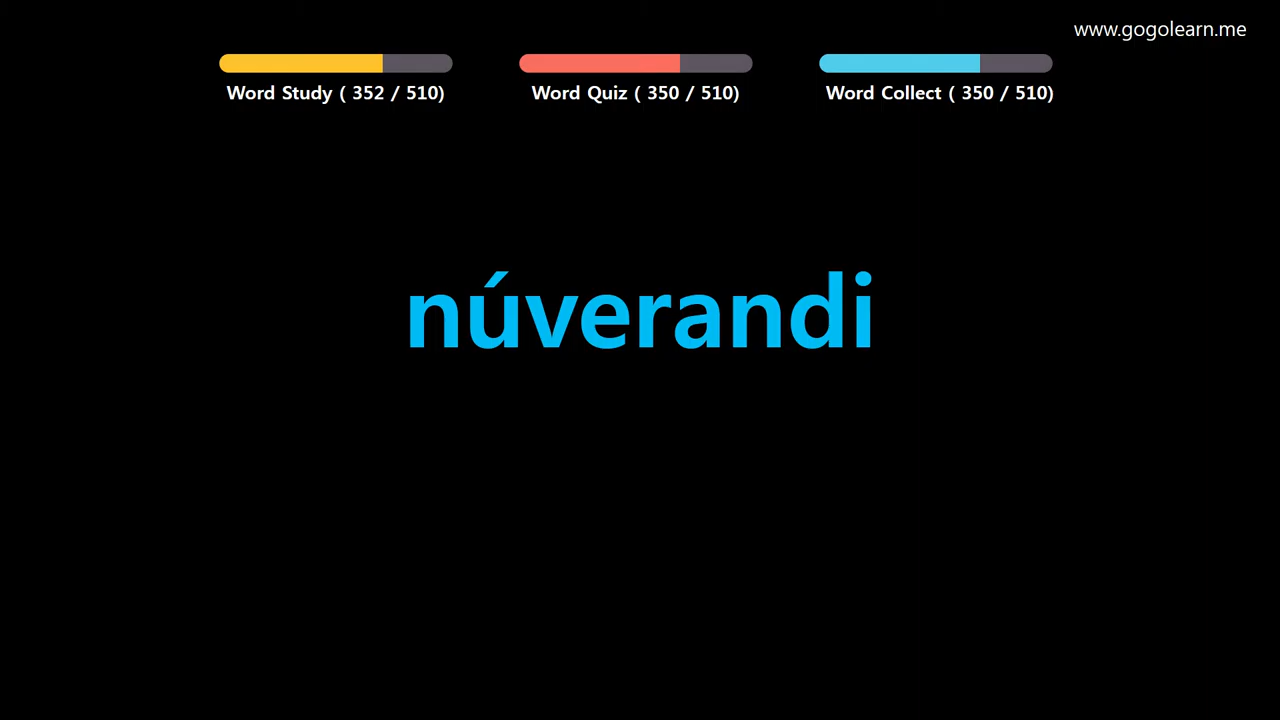 www.gogolearn.me
Word Study ( 352 / 510)
Word Quiz ( 350 / 510)
Word Collect ( 350 / 510)
núverandi